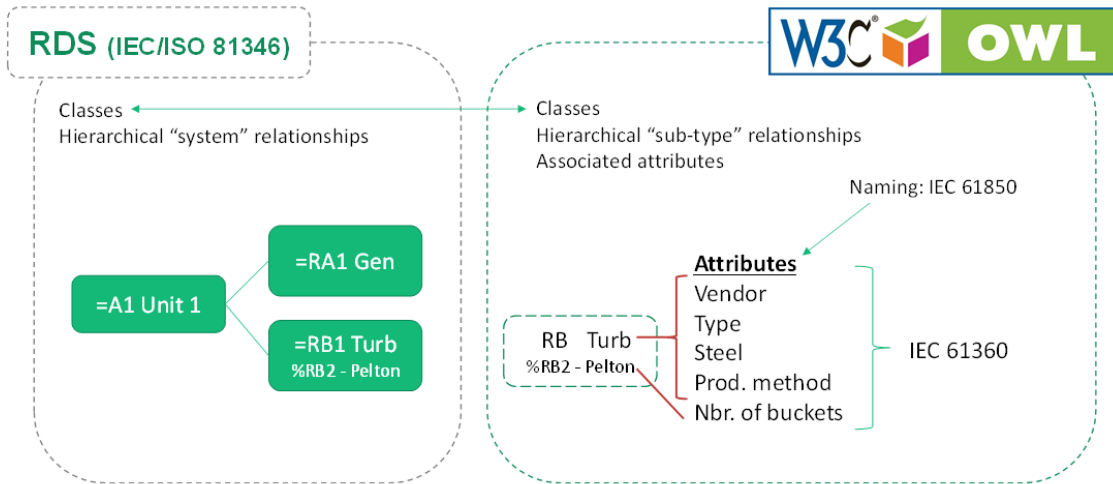 RDS (IEC/ISO 81346)
Classes
Hierarchical “system” relationships
=A1 Unit 1
=RA1 Gen
=RB1 Turb
%RB2 - Pelton
W3C® OWL
Classes
Hierarchical “sub-type” relationships
Associated attributes
Naming: IEC 61850
RB Turb
%RB2 - Pelton
Attributes
Vendor
Type
Steel
Prod. method
Nbr. of buckets
IEC 61360